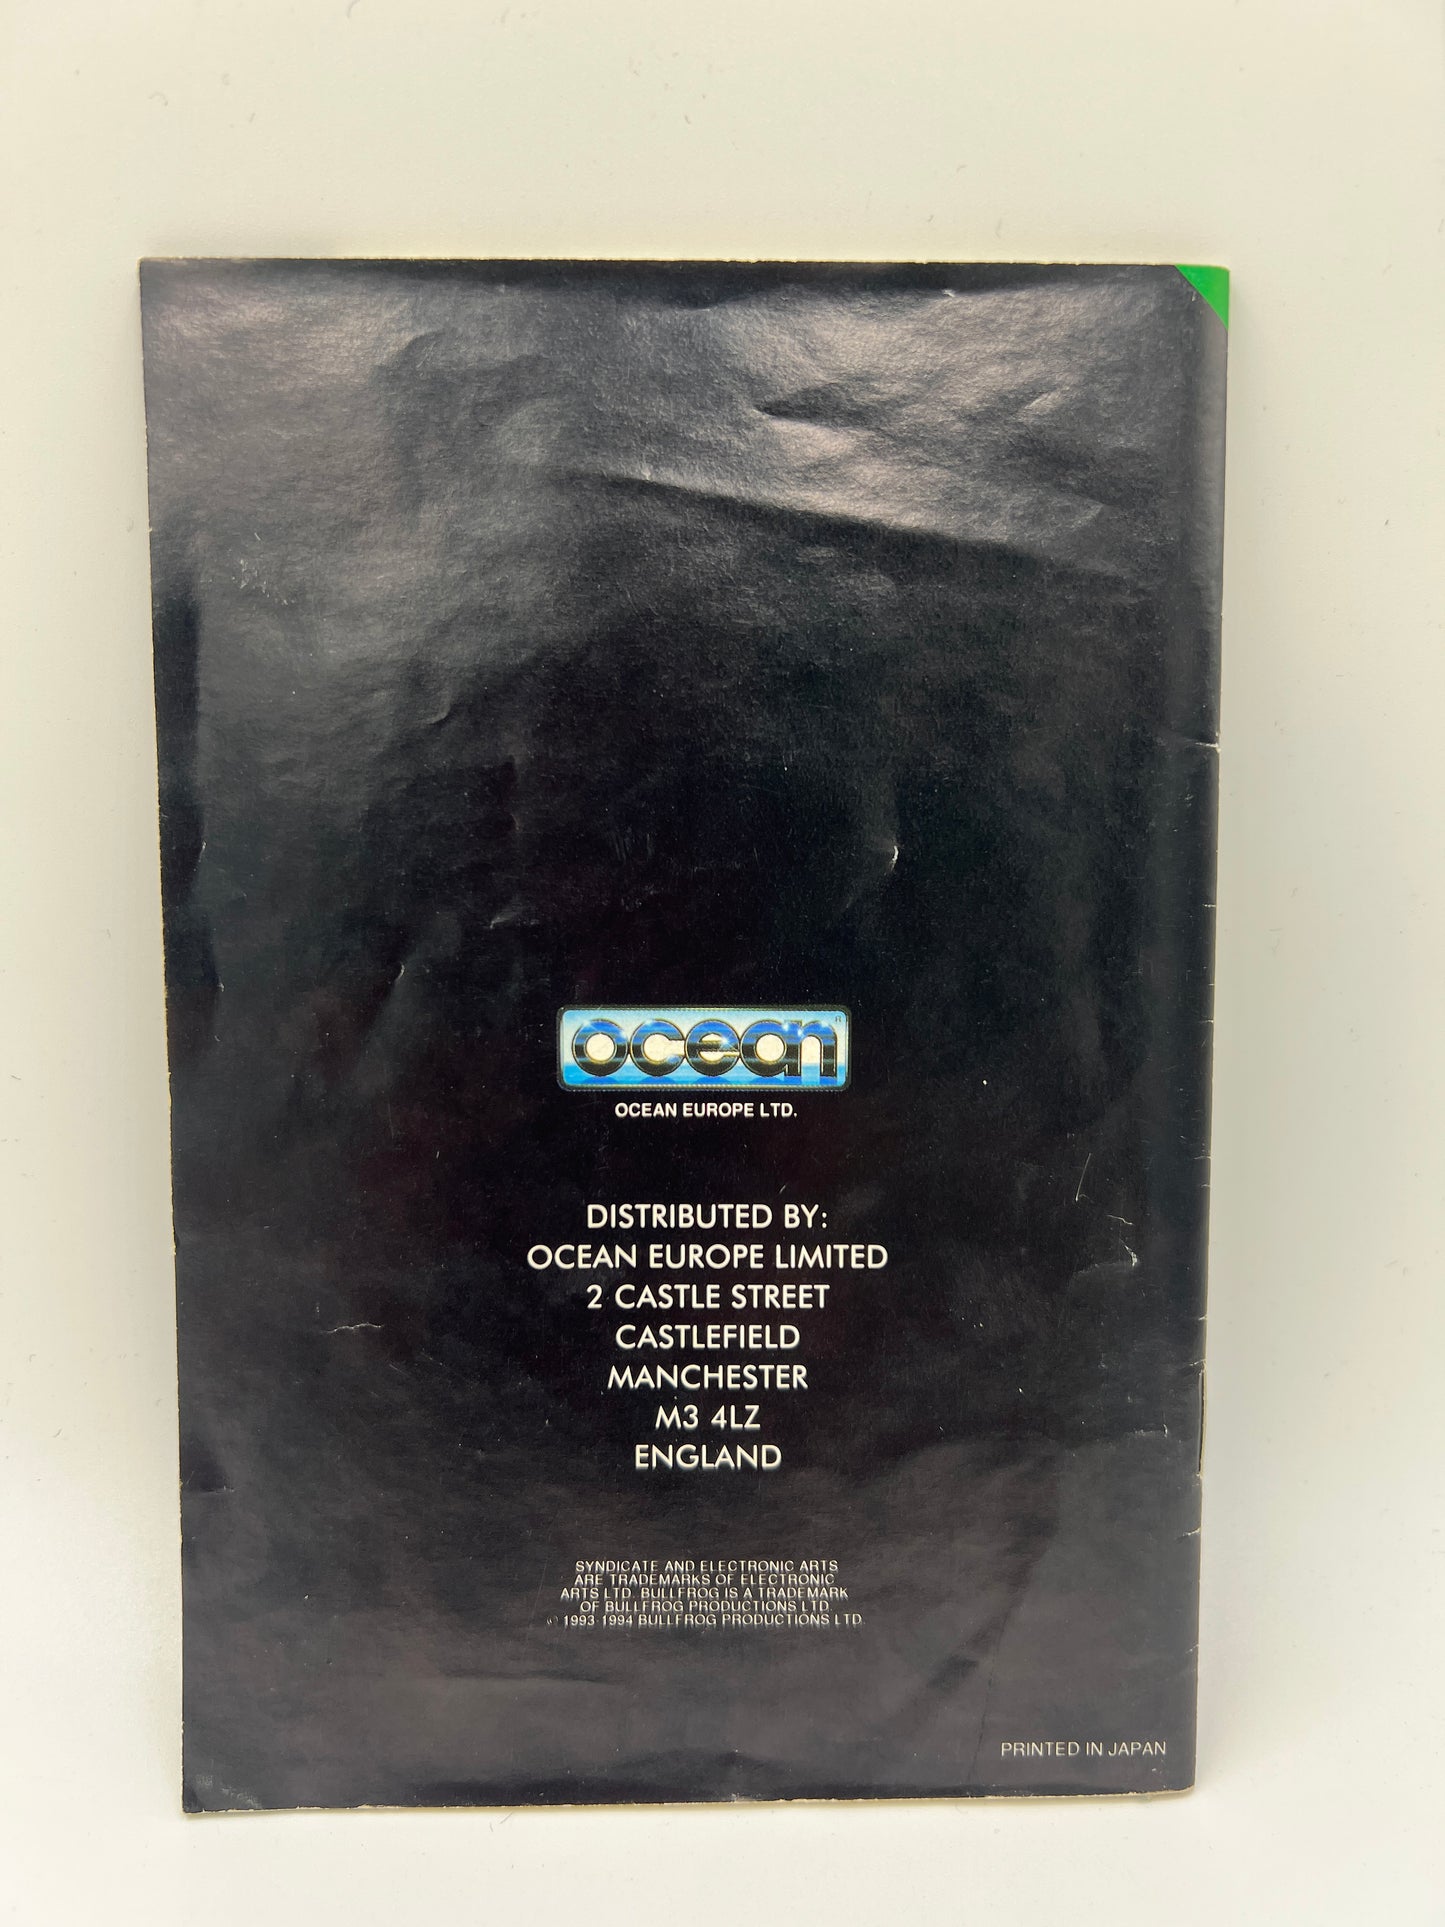 ocean ®
OCEAN EUROPE LTD.
DISTRIBUTED BY:
OCEAN EUROPE LIMITED
2 CASTLE STREET
CASTLEFIELD
MANCHESTER
M3 4LZ
ENGLAND
SYNDICATE AND ELECTRONIC ARTS
ARE TRADEMARKS OF ELECTRONIC
ARTS LTD. BULLFROG IS A TRADEMARK
OF BULLFROG PRODUCTIONS LTD.
© 1993-1994 BULLFROG PRODUCTIONS LTD.
PRINTED IN JAPAN